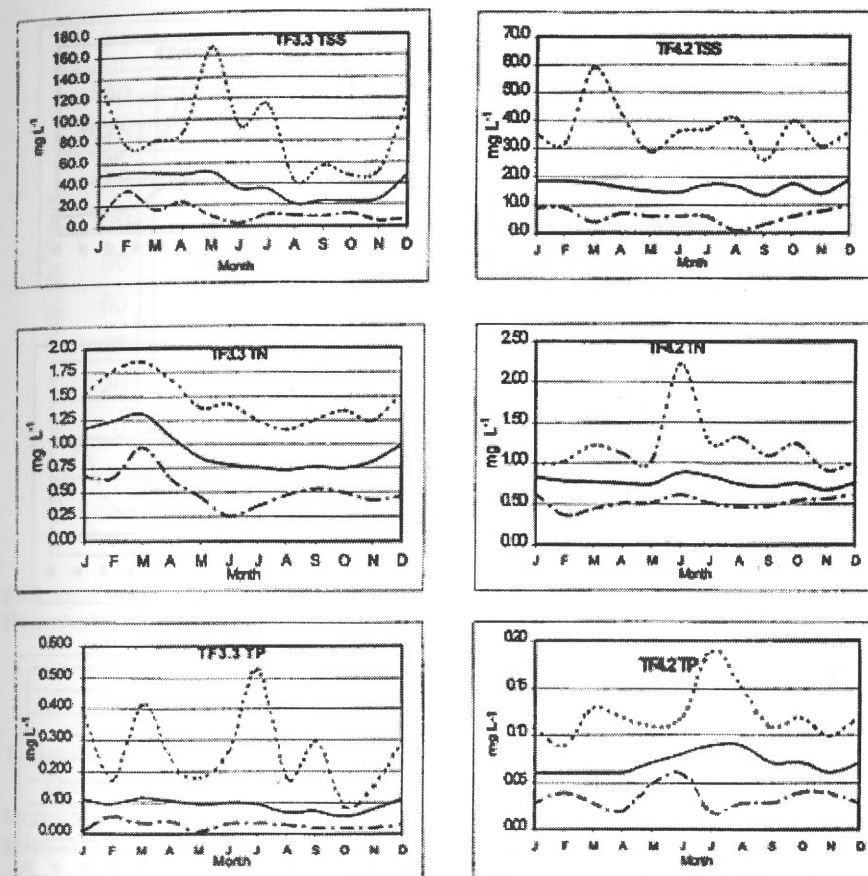 TF3.3 TSS
180.0
160.0
140.0
120.0
100.0
80.0
60.0
40.0
20.0
0.0
mg L-1
J F M A M J J A S O N D
Month
TF4.2 TSS
70.0
60.0
50.0
40.0
30.0
20.0
10.0
0.0
mg L-1
J F M A M J J A S O N D
Month
TF3.3 TN
2.00
1.75
1.50
1.25
1.00
0.75
0.50
0.25
0.00
mg L-1
J F M A M J J A S O N D
Month
TF4.2 TN
2.50
2.00
1.50
1.00
0.50
0.00
mg L-1
J F M A M J J A S O N D
Month
TF3.3 TP
0.600
0.500
0.400
0.300
0.200
0.100
0.000
mg L-1
J F M A M J J A S O N D
Month
TF4.2 TP
0.20
0.15
0.10
0.05
0.00
mg L-1
J F M A M J J A S O N D
Month